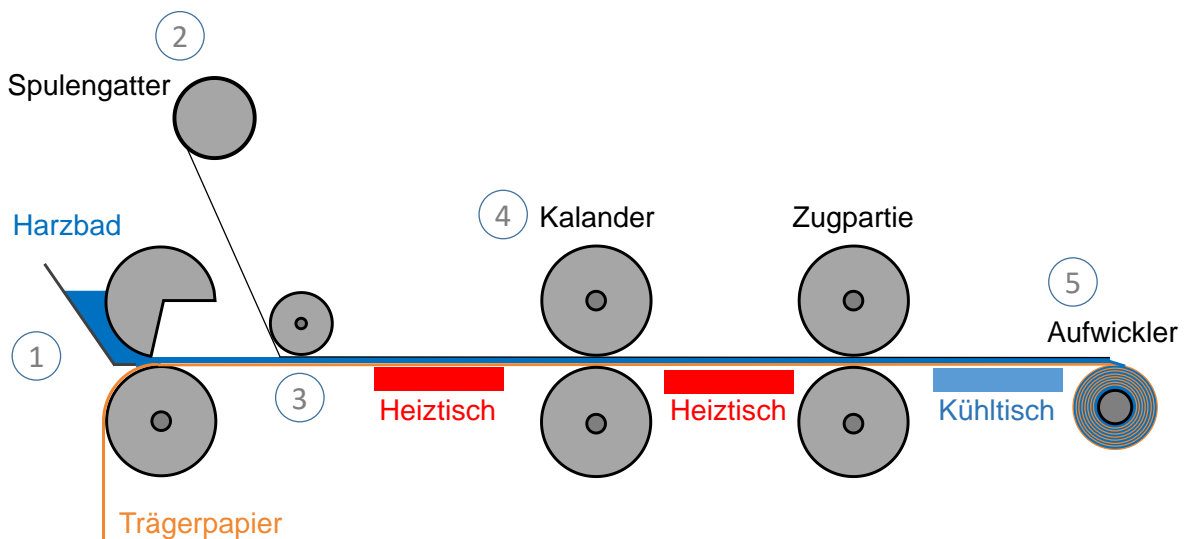 2
Spulengatter
Harzbad
4
Kalander
Zugpartie
5
Aufwickler
1
3
Heiztisch
Heiztisch
Kühltisch
Trägerpapier